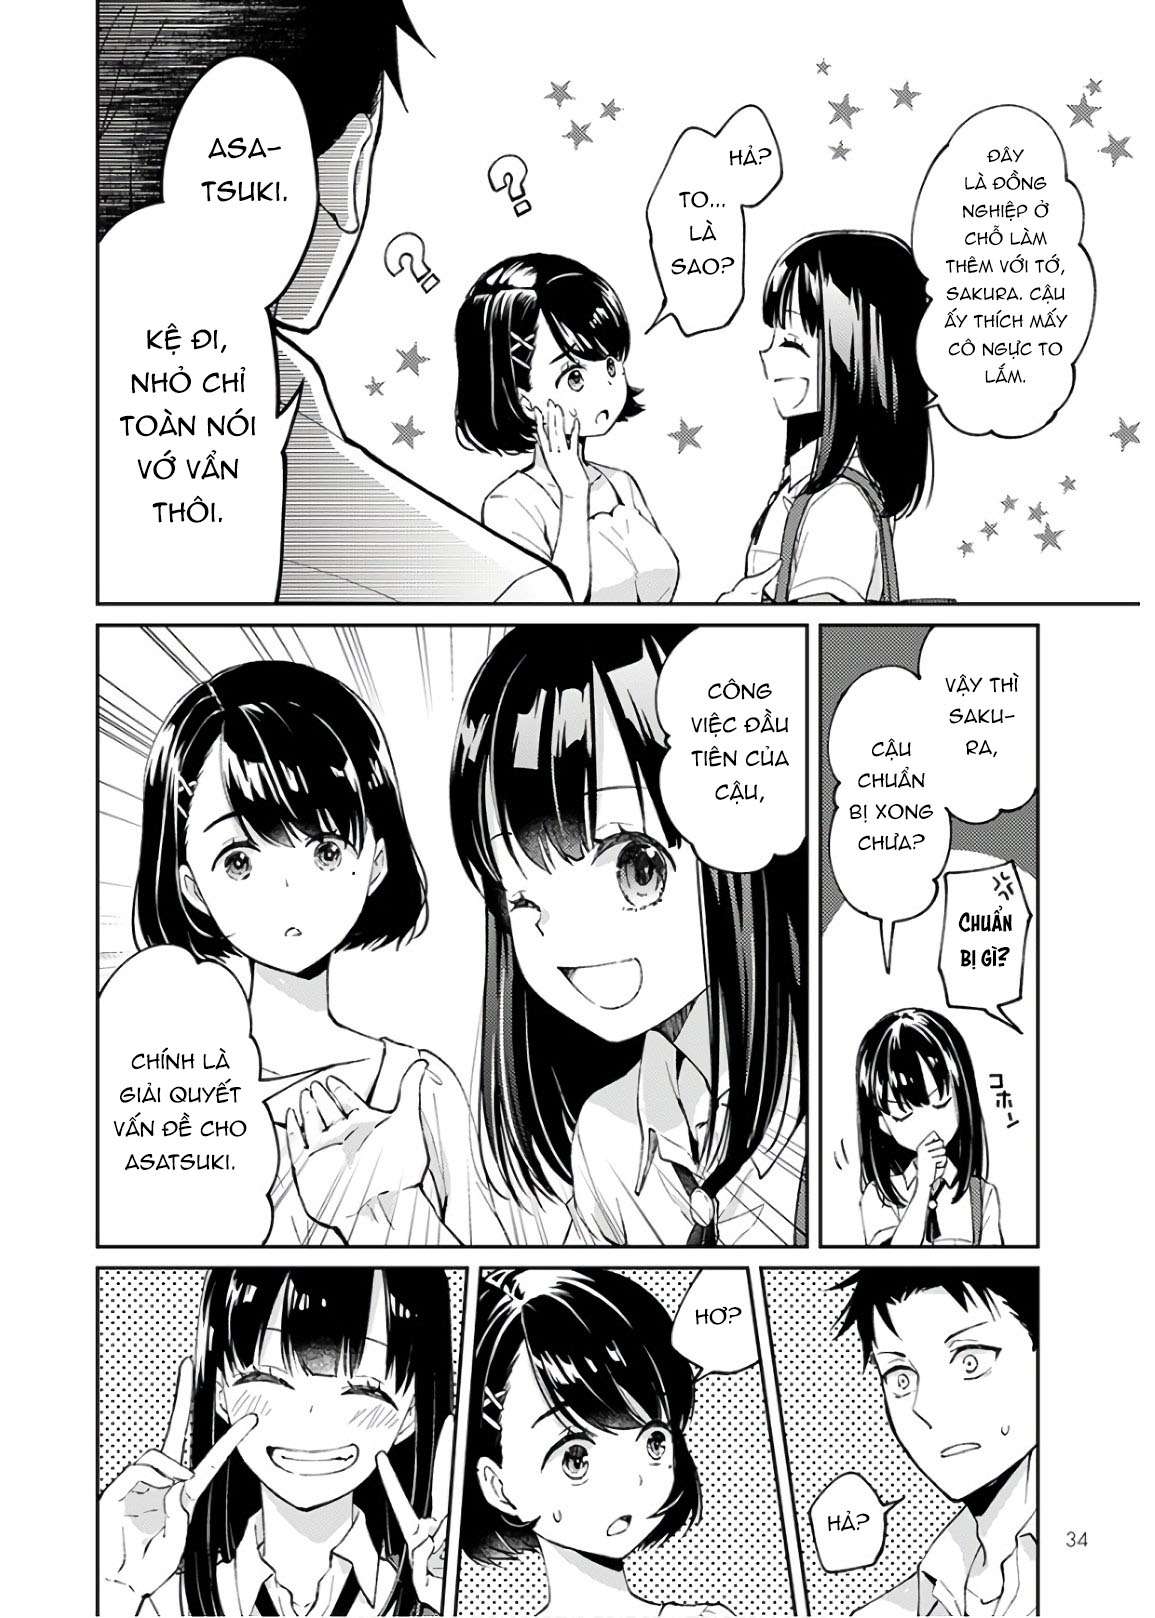 ĐÂY
LÀ ĐỒNG
NGHIỆP Ở
CHỖ LÀM
THÊM VỚI TỚ,
SAKURA. CẬU
ẤY THÍCH MẤY
CÔ NGỰC TO
LẮM.
HẢ?
TO...
LÀ
SAO?
ASA-
TSUKI.
KỆ ĐI,
NHỎ CHỈ
TOÀN NÓI
VỚ VẨN
THÔI.
VẬY THÌ
SAKU-
RA,
CẬU
CHUẨN
BỊ XONG
CHƯA?
CHUẨN
BỊ GÌ?
コホーン
CÔNG
VIỆC ĐẦU
TIÊN CỦA
CẬU,
CHÍNH LÀ
GIẢI QUYẾT
VẤN ĐỀ CHO
ASATSUKI.
HẢ?
HƠ?
34